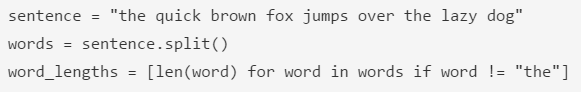 sentence = "the quick brown fox jumps over the lazy dog"
words = sentence.split()
word_lengths = [len(word) for word in words if word != "the"]